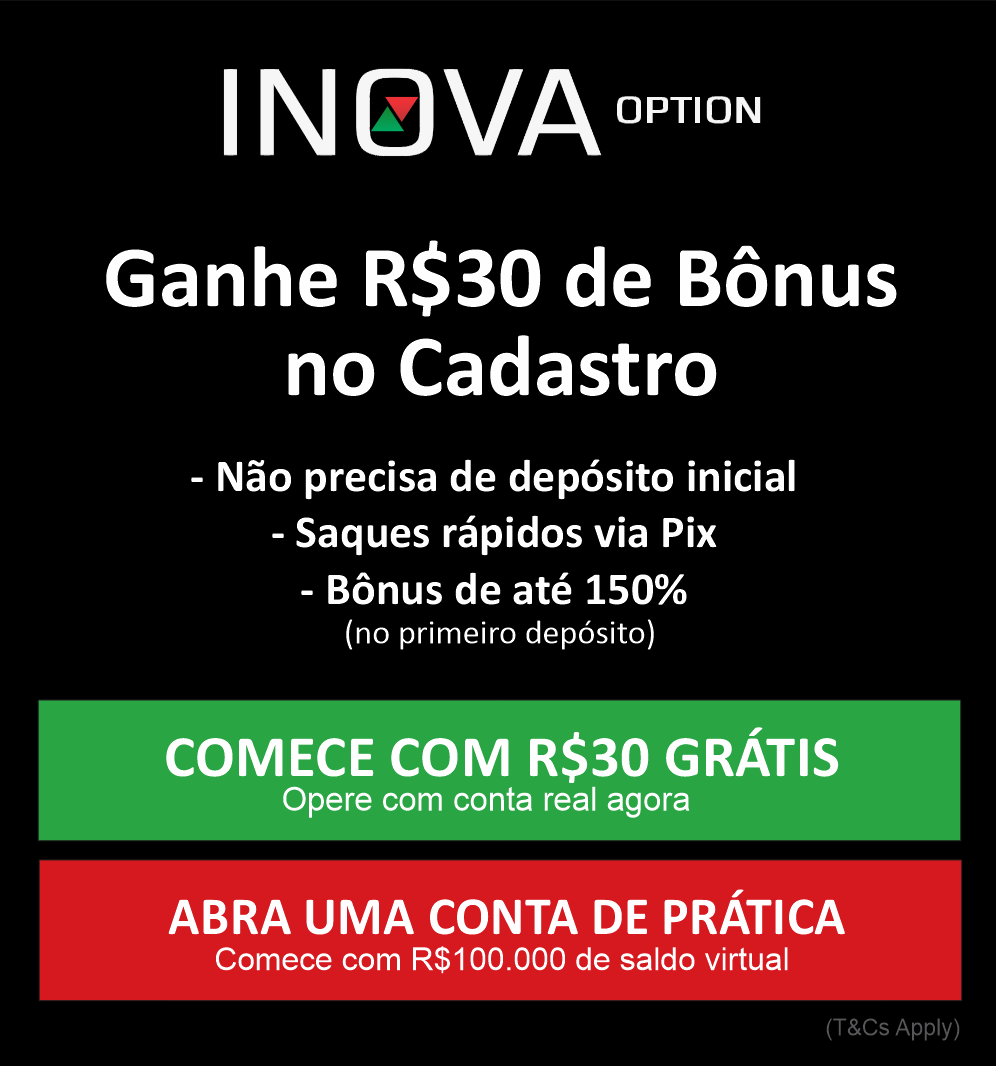 INOVA OPTION
Ganhe R$30 de Bônus
no Cadastro
- Não precisa de depósito inicial
- Saques rápidos via Pix
- Bônus de até 150%
(no primeiro depósito)
COMECE COM R$30 GRÁTIS
Opere com conta real agora
ABRA UMA CONTA DE PRÁTICA
Comece com R$100.000 de saldo virtual
(T&Cs Apply)